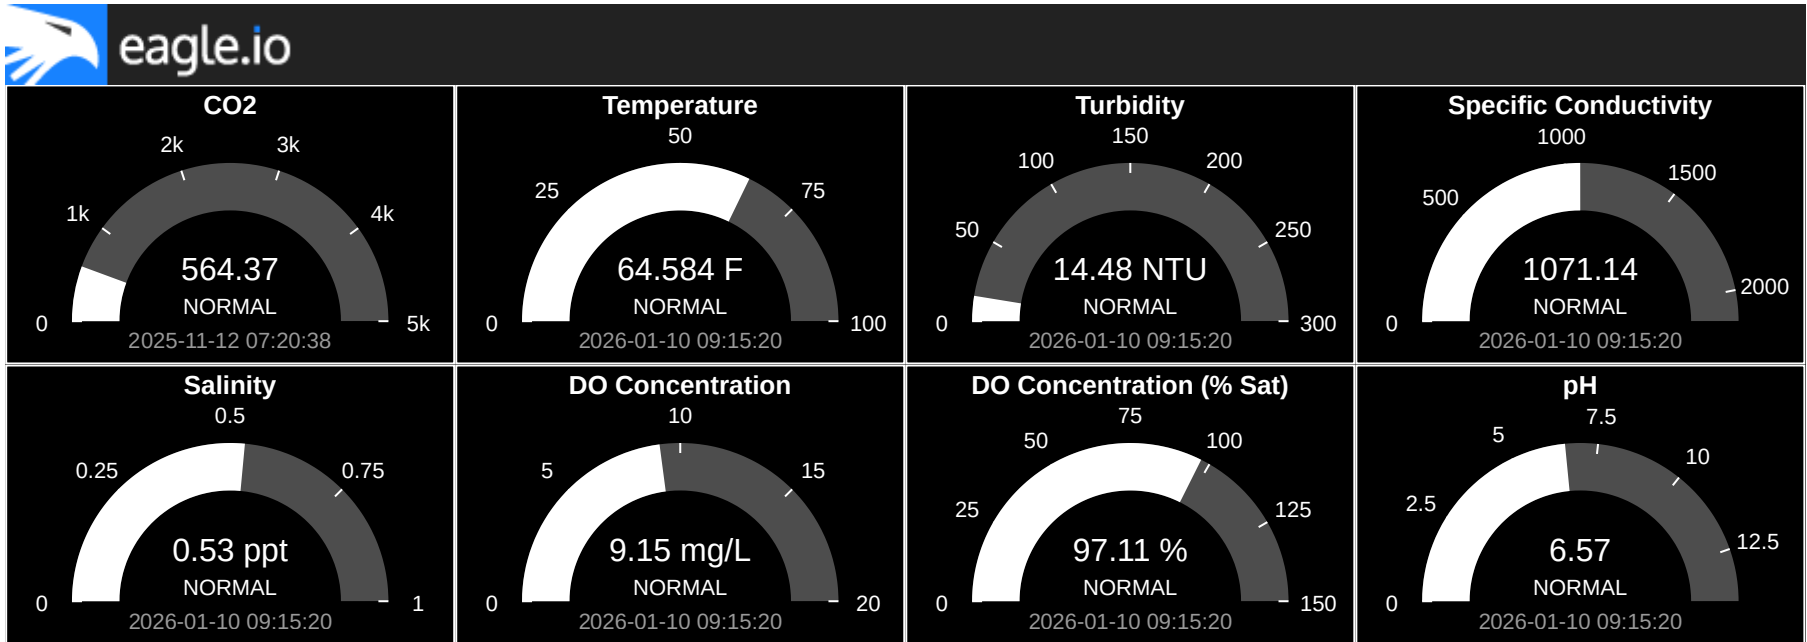 eagle.io
CO2
0
1k
2k
3k
4k
5k
564.37
NORMAL
2025-11-12 07:20:38
Temperature
0
25
50
75
100
64.584 F
NORMAL
2026-01-10 09:15:20
Turbidity
0
50
100
150
200
250
300
14.48 NTU
NORMAL
2026-01-10 09:15:20
Specific Conductivity
0
500
1000
1500
2000
1071.14
NORMAL
2026-01-10 09:15:20
Salinity
0
0.25
0.5
0.75
1
0.53 ppt
NORMAL
2026-01-10 09:15:20
DO Concentration
0
5
10
15
20
9.15 mg/L
NORMAL
2026-01-10 09:15:20
DO Concentration (% Sat)
0
25
50
75
100
125
150
97.11 %
NORMAL
2026-01-10 09:15:20
pH
0
2.5
5
7.5
10
12.5
6.57
NORMAL
2026-01-10 09:15:20